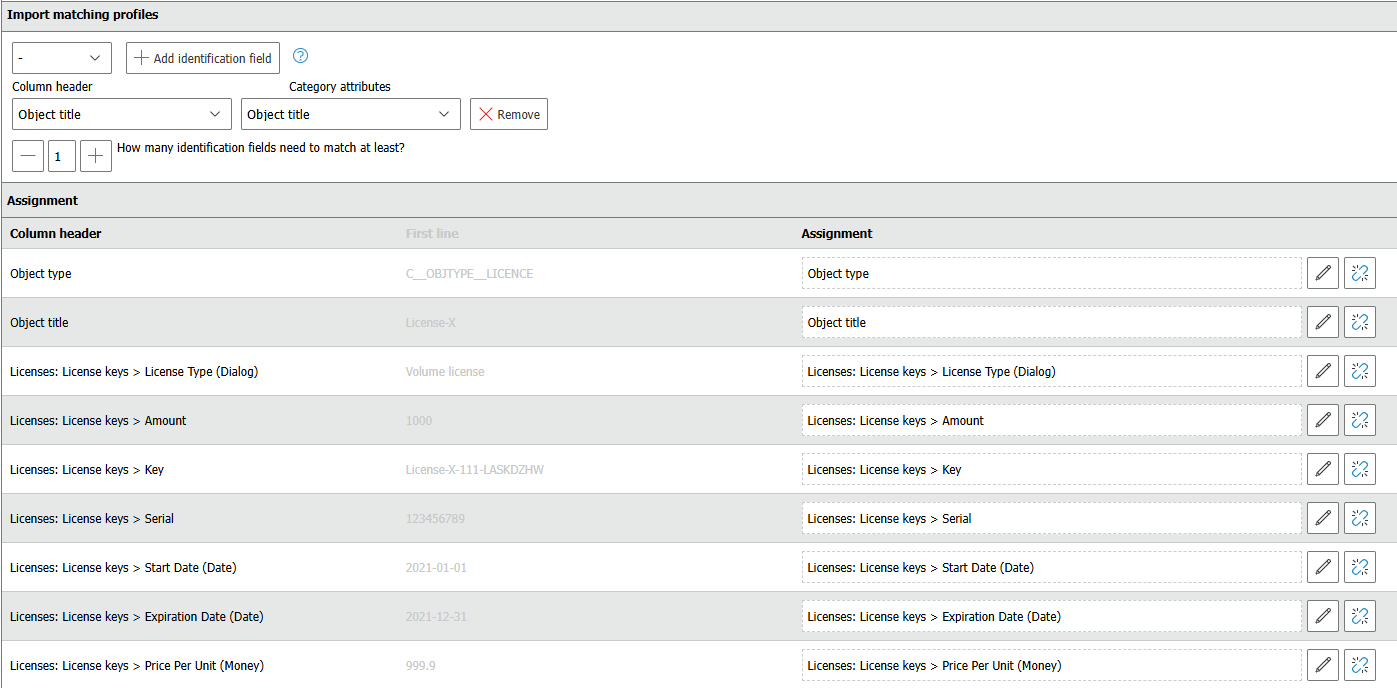 Import matching profiles
- Add identification field ?
Column header Category attributes
Object title Object title Remove
1 How many identification fields need to match at least?
Assignment
Column header First line Assignment
Object type C__OBJTYPE__LICENCE Object type
Object title License-X Object title
Licenses: License keys > License Type (Dialog) Volume license Licenses: License keys > License Type (Dialog)
Licenses: License keys > Amount 1000 Licenses: License keys > Amount
Licenses: License keys > Key License-X-111-LASKDZHW Licenses: License keys > Key
Licenses: License keys > Serial 123456789 Licenses: License keys > Serial
Licenses: License keys > Start Date (Date) 2021-01-01 Licenses: License keys > Start Date (Date)
Licenses: License keys > Expiration Date (Date) 2021-12-31 Licenses: License keys > Expiration Date (Date)
Licenses: License keys > Price Per Unit (Money) 999.9 Licenses: License keys > Price Per Unit (Money)